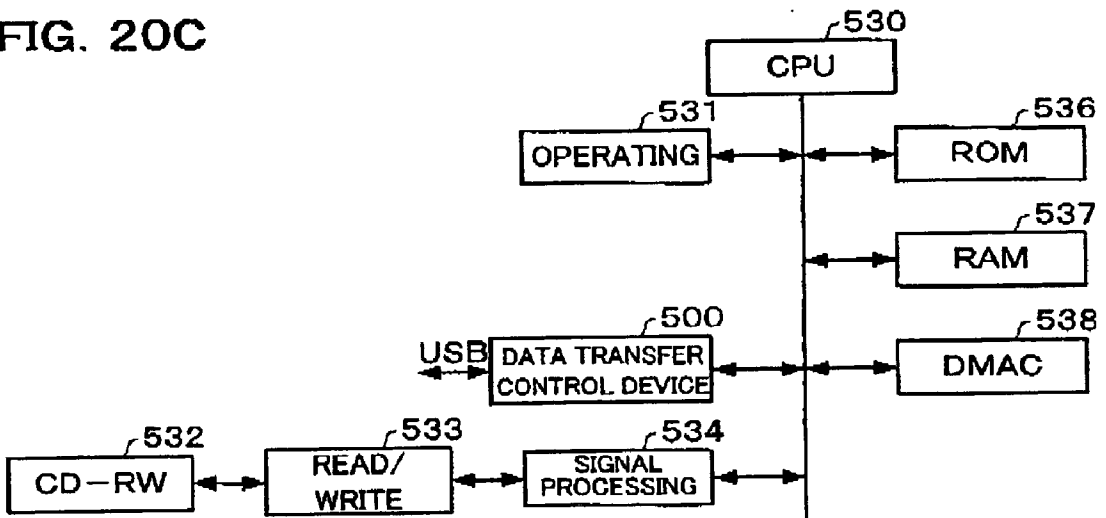 FIG. 20C
530
CPU
531
OPERATING
536
ROM
537
RAM
500
USB
DATA TRANSFER
CONTROL DEVICE
538
DMAC
532
CD-RW
533
READ/
WRITE
534
SIGNAL
PROCESSING